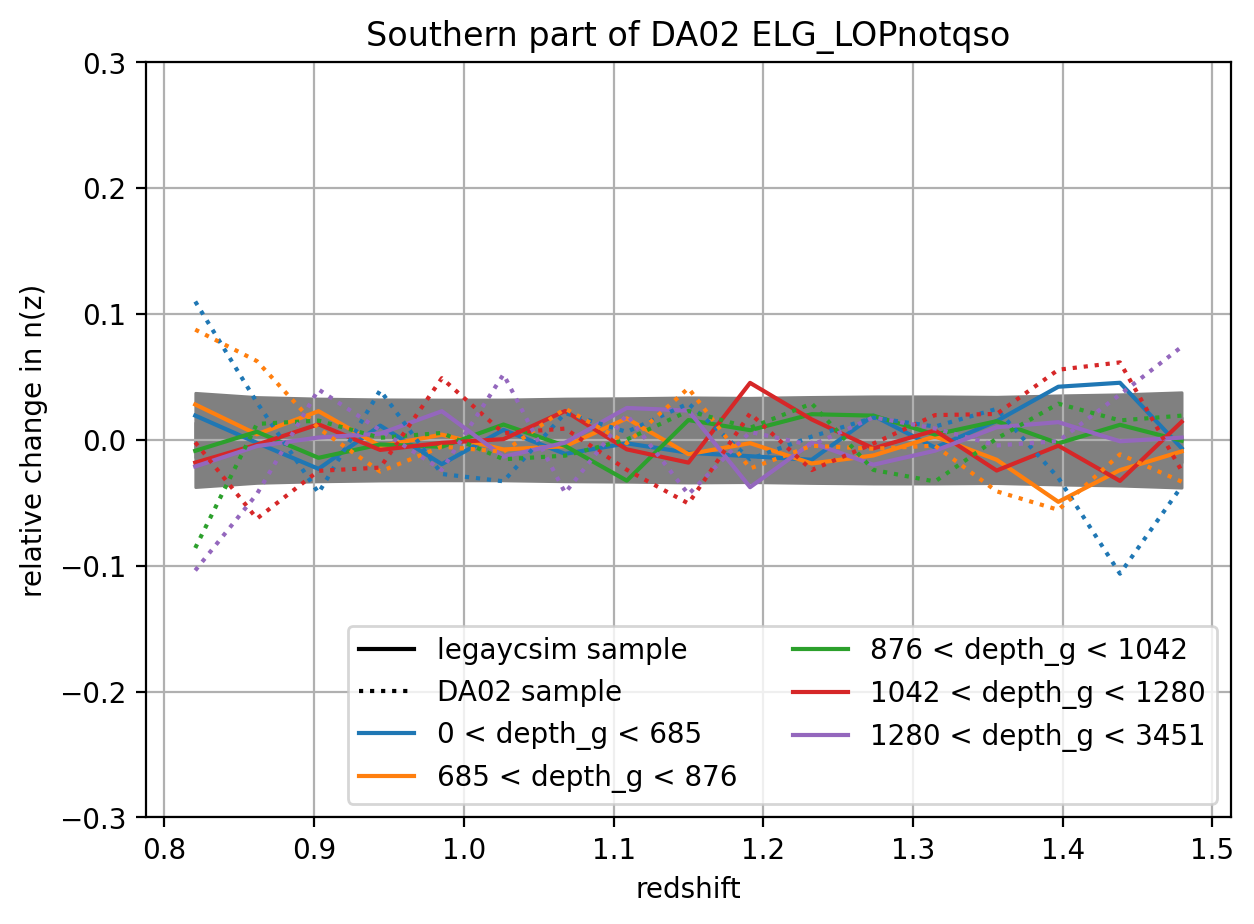 Southern part of DA02 ELG_LOPnotqso
relative change in n(z)
0.3
0.2
0.1
0.0
−0.1
−0.2
−0.3
legaycsim sample
DA02 sample
0 < depth_g < 685
685 < depth_g < 876
876 < depth_g < 1042
1042 < depth_g < 1280
1280 < depth_g < 3451
0.8 0.9 1.0 1.1 1.2 1.3 1.4 1.5
redshift